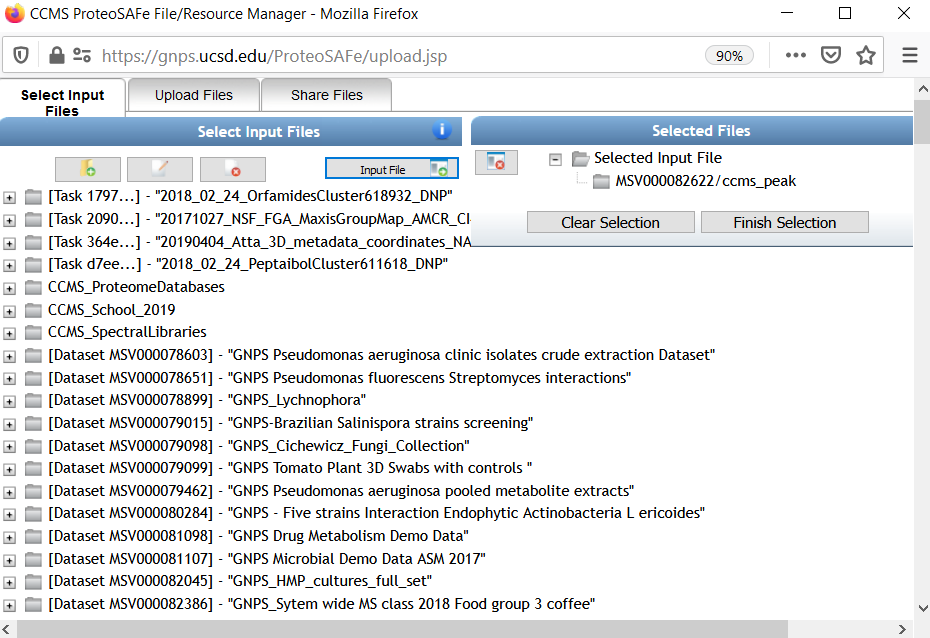 CCMS ProteoSAFe File/Resource Manager - Mozilla Firefox
https://gnps.ucsd.edu/ProteoSAFe/upload.jsp
90%
Select Input Files
Upload Files
Share Files
Select Input Files
Input File
[Task 1797...] - "2018_02_24_OrfamidesCluster618932_DNP"
[Task 2090...] - "20171027_NSF_FGA_MaxisGroupMap_AMCR_CI
[Task 364e...] - "20190404_Atta_3D_metadata_coordinates_NA
[Task d7ee...] - "2018_02_24_PeptaibolCluster611618_DNP"
CCMS_ProteomeDatabases
CCMS_School_2019
CCMS_SpectralLibraries
[Dataset MSV000078603] - "GNPS Pseudomonas aeruginosa clinic isolates crude extraction Dataset"
[Dataset MSV000078651] - "GNPS Pseudomonas fluorescens Streptomyces interactions"
[Dataset MSV000078899] - "GNPS_Lychnophora"
[Dataset MSV000079015] - "GNPS-Brazilian Salinispora strains screening"
[Dataset MSV000079098] - "GNPS_Cichewicz_Fungi_Collection"
[Dataset MSV000079099] - "GNPS Tomato Plant 3D Swabs with controls "
[Dataset MSV000079462] - "GNPS Pseudomonas aeruginosa pooled metabolite extracts"
[Dataset MSV000080284] - "GNPS - Five strains Interaction Endophytic Actinobacteria L ericoides"
[Dataset MSV000081098] - "GNPS Drug Metabolism Demo Data"
[Dataset MSV000081107] - "GNPS Microbial Demo Data ASM 2017"
[Dataset MSV000082045] - "GNPS_HMP_cultures_full_set"
[Dataset MSV000082386] - "GNPS_Sytem wide MS class 2018 Food group 3 coffee"
Selected Files
Selected Input File
MSV000082622/ccms_peak
Clear Selection
Finish Selection